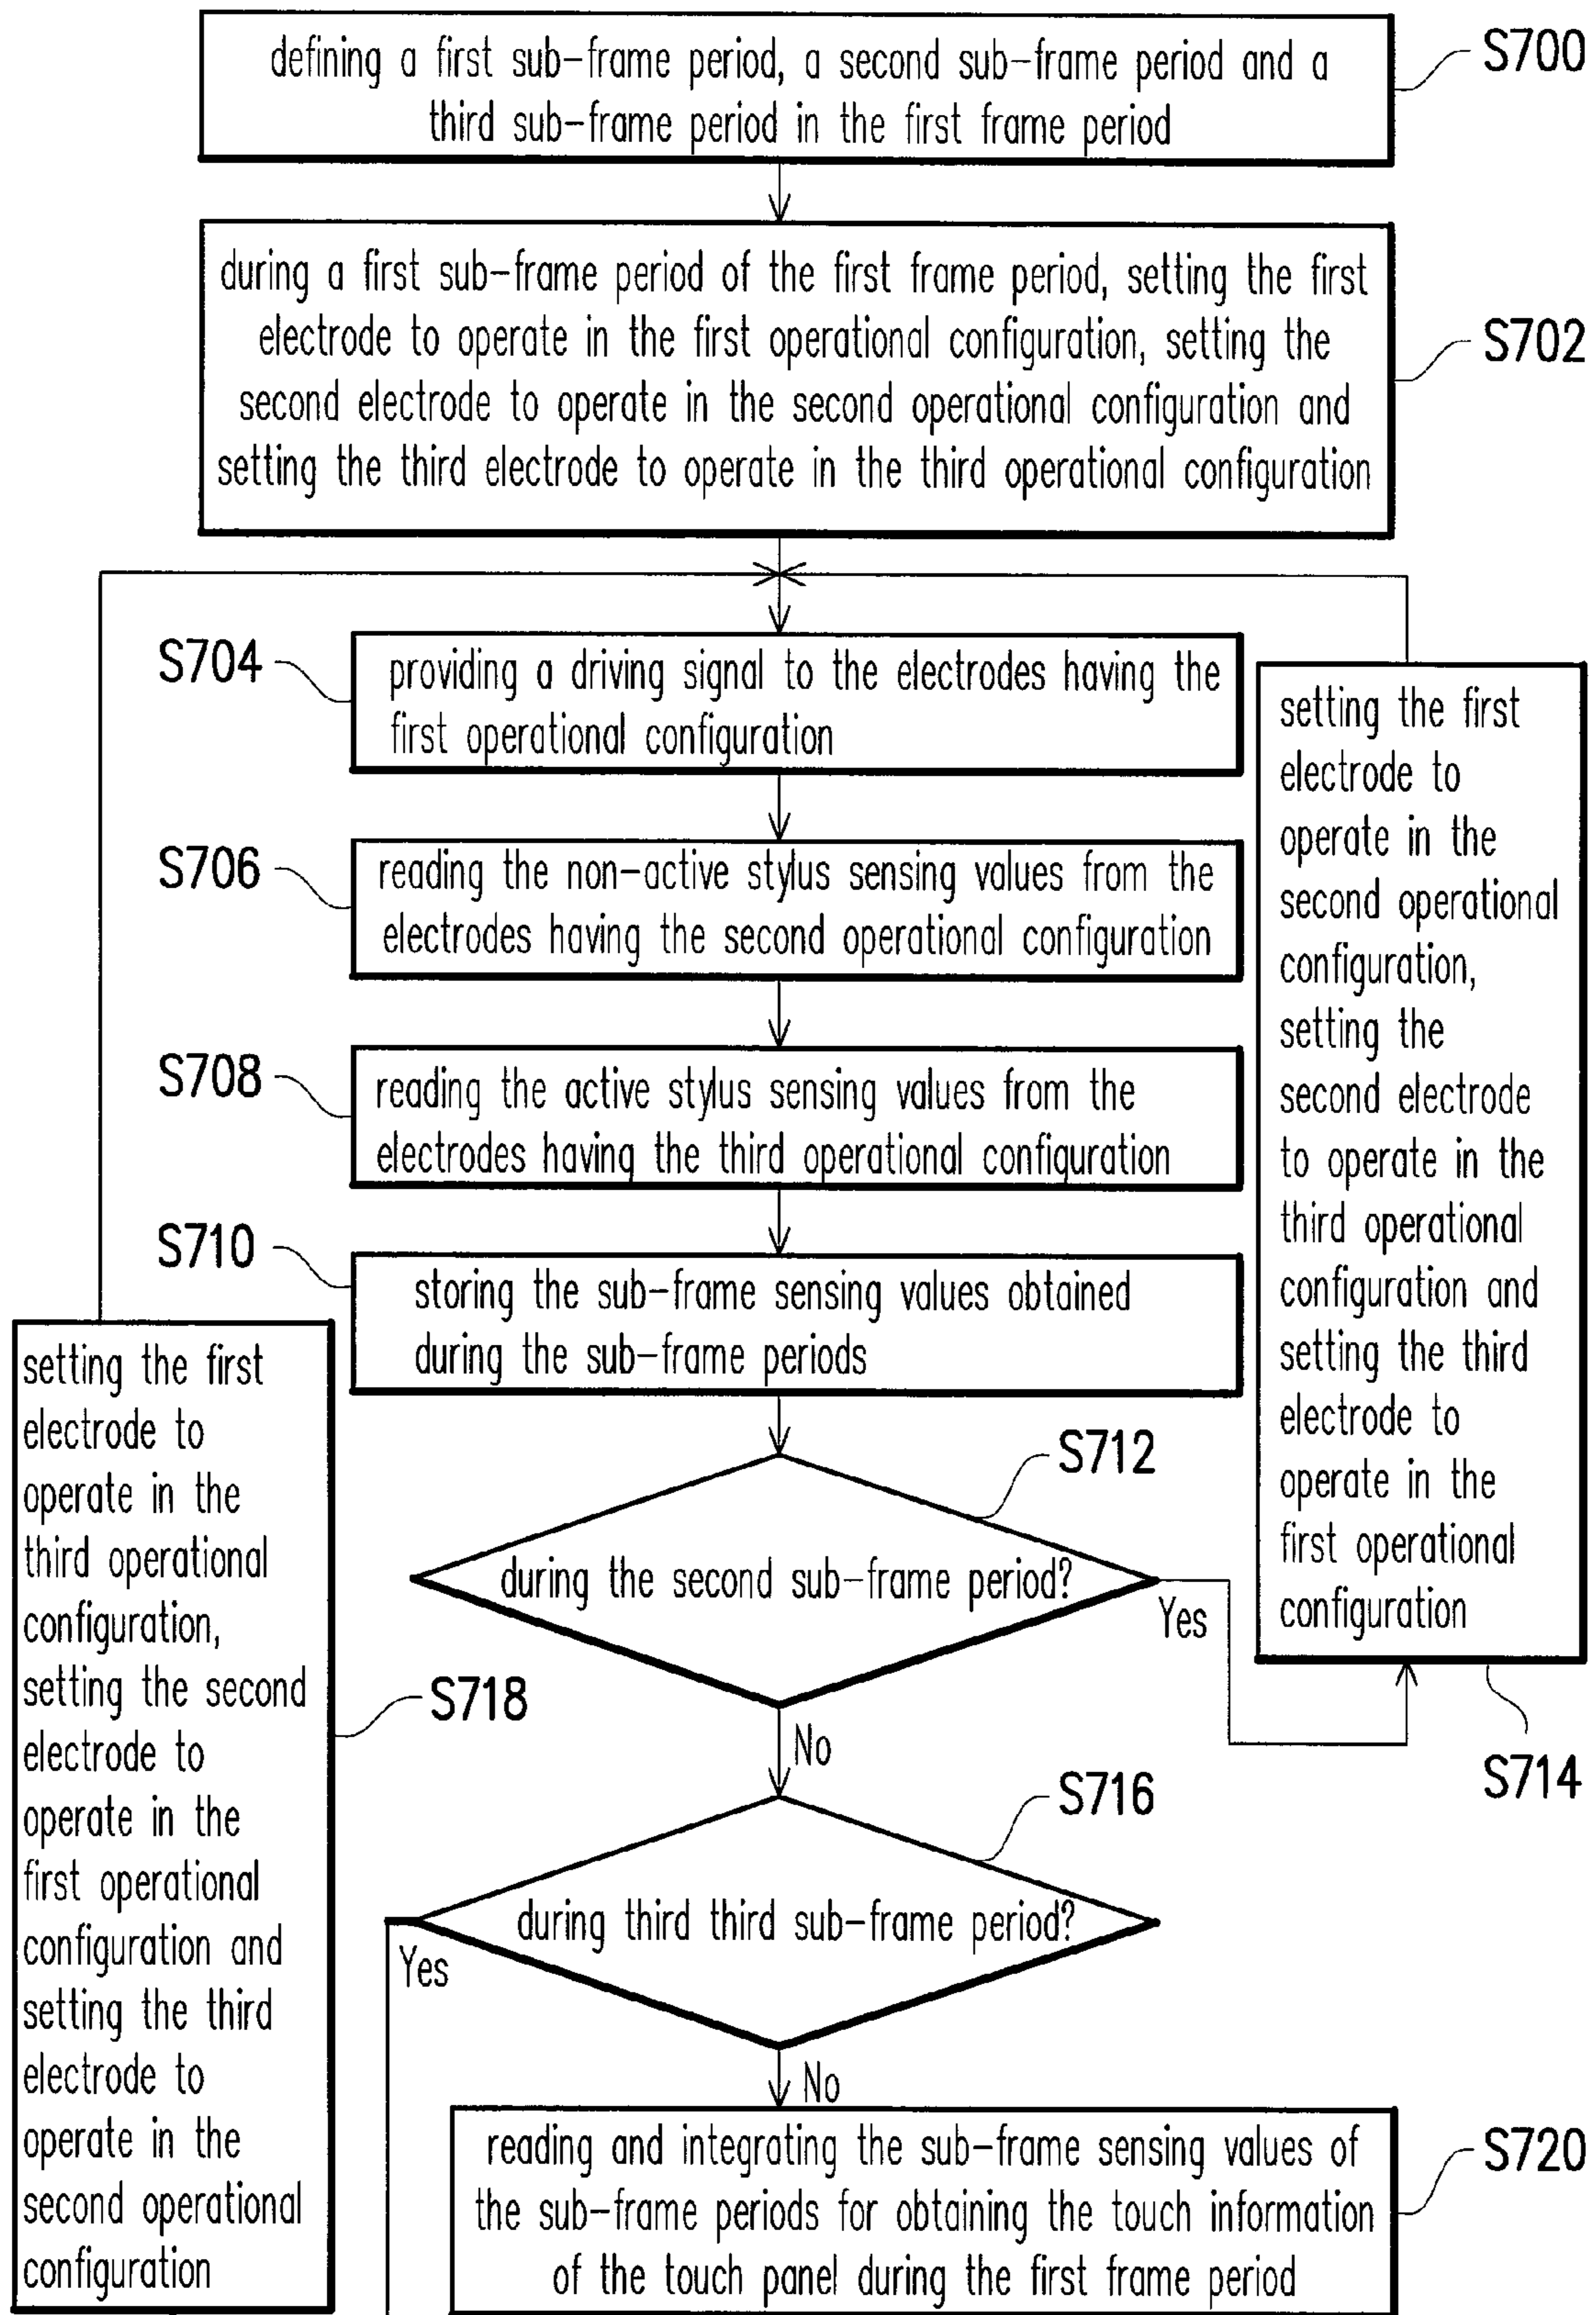 defining a first sub-frame period, a second sub-frame period and a
third sub-frame period in the first frame period
S700
during a first sub-frame period of the first frame period, setting the first
electrode to operate in the first operational configuration, setting the
second electrode to operate in the second operational configuration and
setting the third electrode to operate in the third operational configuration
S702
S704
providing a driving signal to the electrodes having the
first operational configuration
S706
reading the non-active stylus sensing values from the
electrodes having the second operational configuration
S708
reading the active stylus sensing values from the
electrodes having the third operational configuration
S710
storing the sub-frame sensing values obtained
during the sub-frame periods
S712
during the second sub-frame period?
Yes
No
setting the first
electrode to
operate in the
second operational
configuration,
setting the
second electrode
to operate in the
third operational
configuration and
setting the third
electrode to
operate in the
first operational
configuration
S714
S716
during third third sub-frame period?
Yes
No
setting the first
electrode to
operate in the
third operational
configuration,
setting the second
electrode to
operate in the
first operational
configuration and
setting the third
electrode to
operate in the
second operational
configuration
S718
reading and integrating the sub-frame sensing values of
the sub-frame periods for obtaining the touch information
of the touch panel during the first frame period
S720